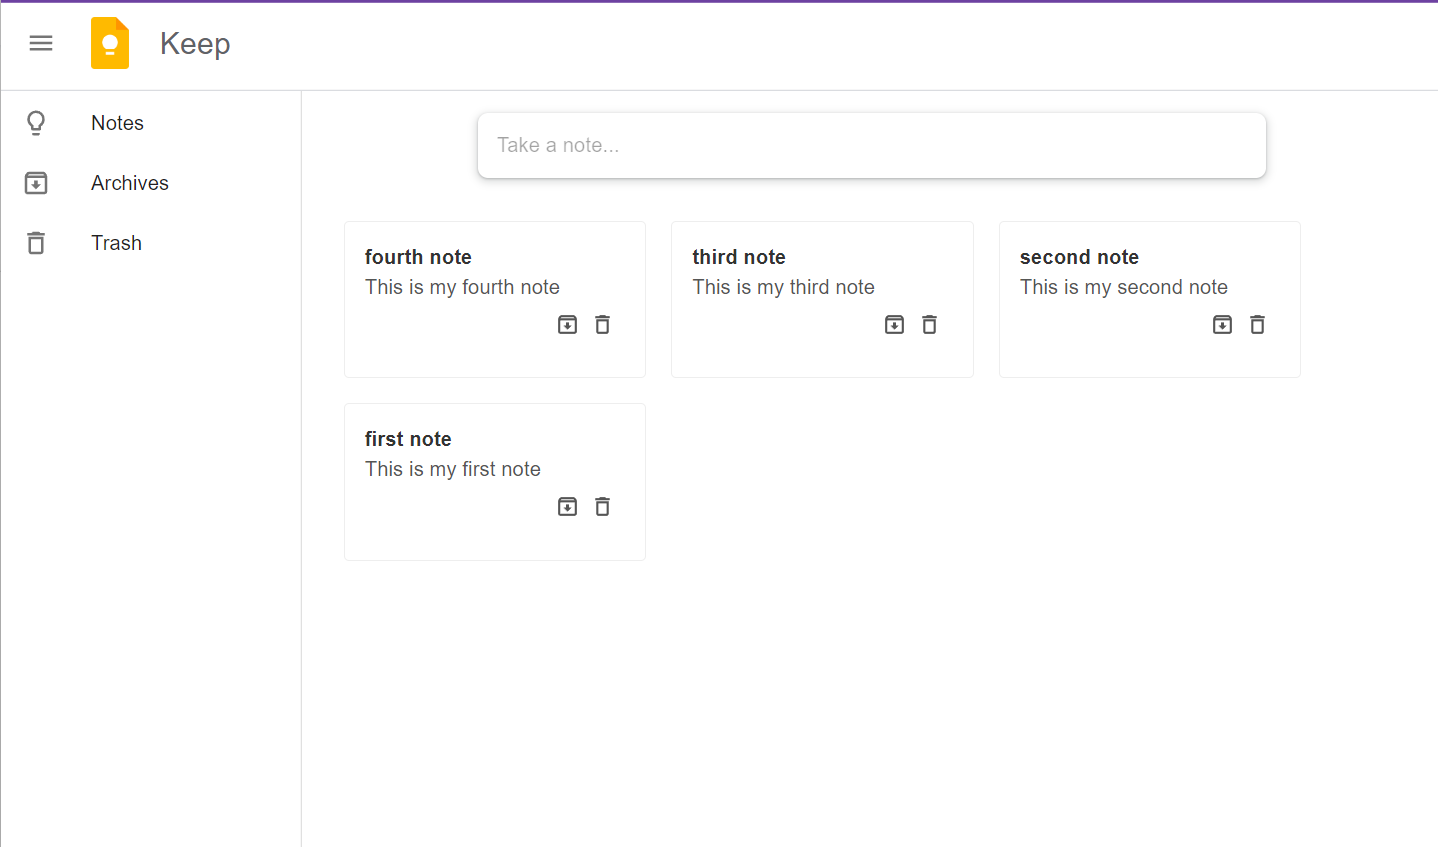 Keep
Notes
Archives
Trash
Take a note...
fourth note
This is my fourth note
third note
This is my third note
second note
This is my second note
first note
This is my first note